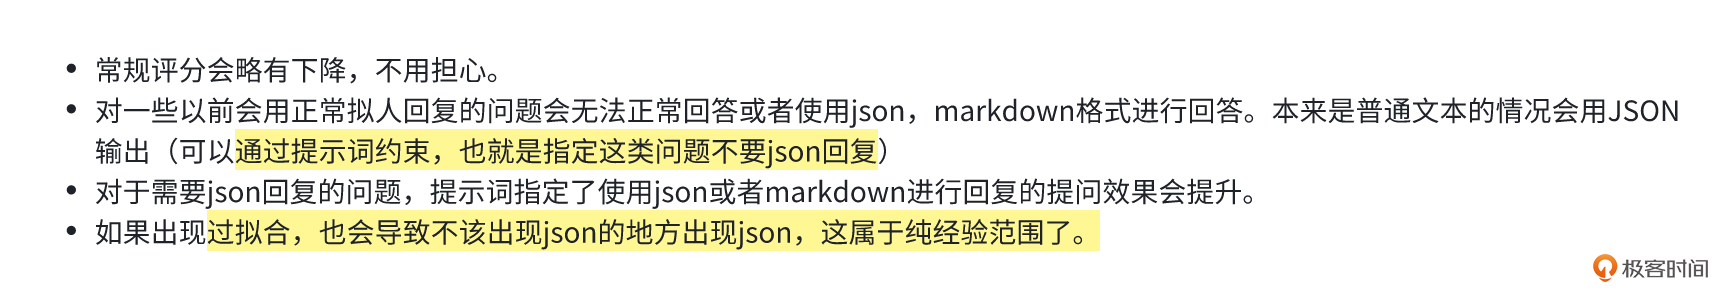 • 常规评分会略有下降，不用担心。
• 对一些以前会用正常拟人回复的问题会无法正常回答或者使用json，markdown格式进行回答。本来是普通文本的情况会用JSON
输出（可以通过提示词约束，也就是指定这类问题不要json回复）
• 对于需要json回复的问题，提示词指定了使用json或者markdown进行回复的提问效果会提升。
• 如果出现过拟合，也会导致不该出现json的地方出现json，这属于纯经验范围了。
极客时间